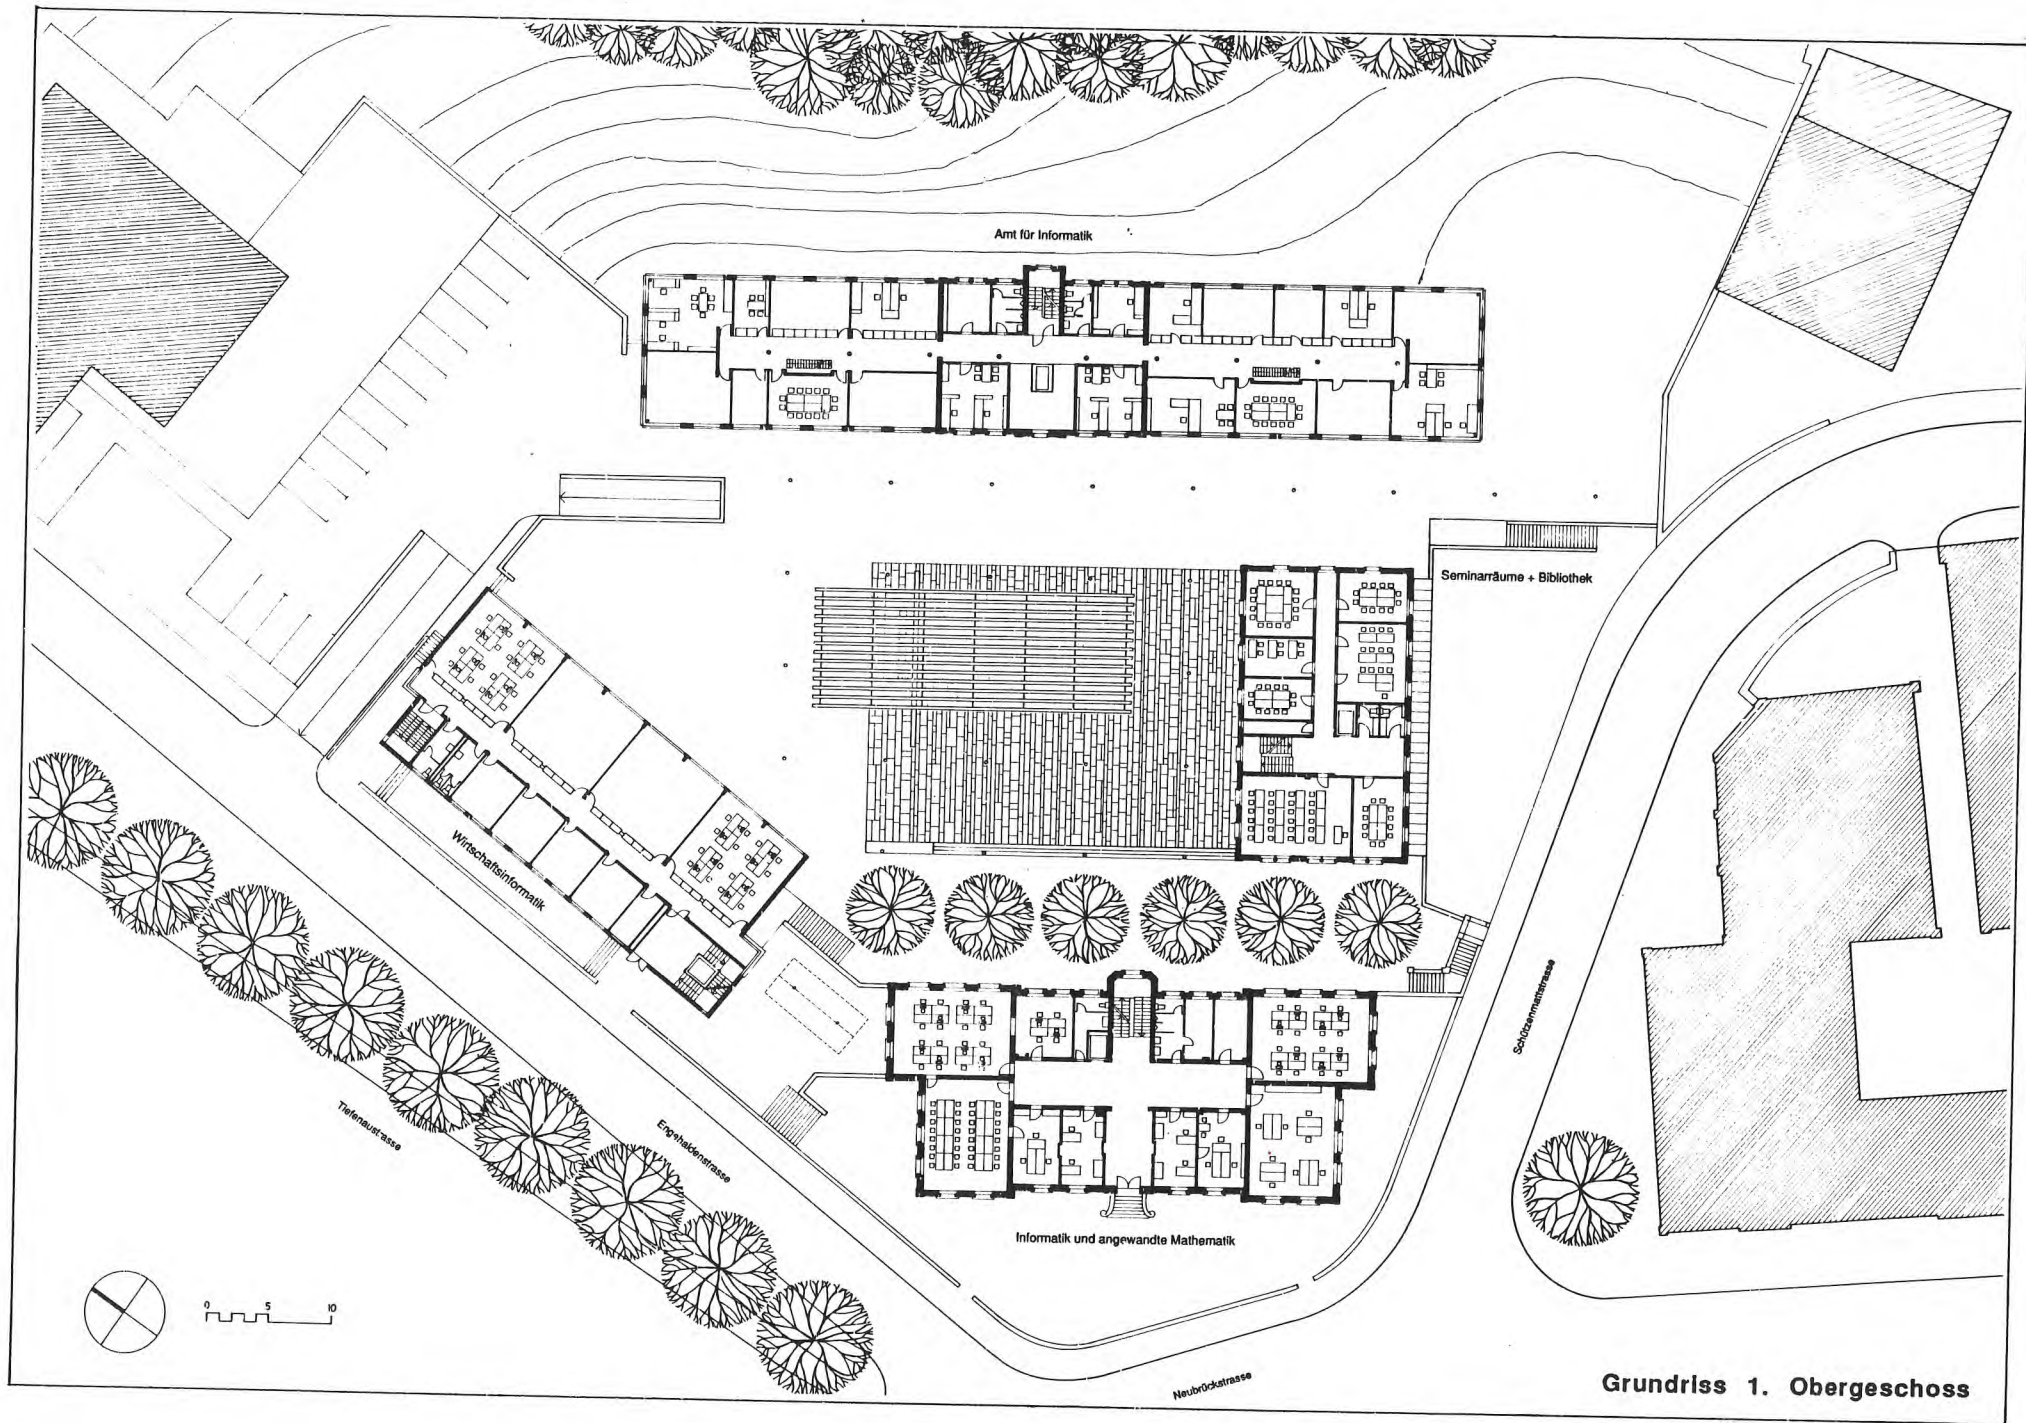 Amt für Informatik
Seminarräume + Bibliothek
Wirtschaftsinformatik
Schützenmattstrasse
Tiefenaustrasse
Engehaldenstrasse
Informatik und angewandte Mathematik
0 5 10
Neubrückstrasse
Grundriss 1. Obergeschoss